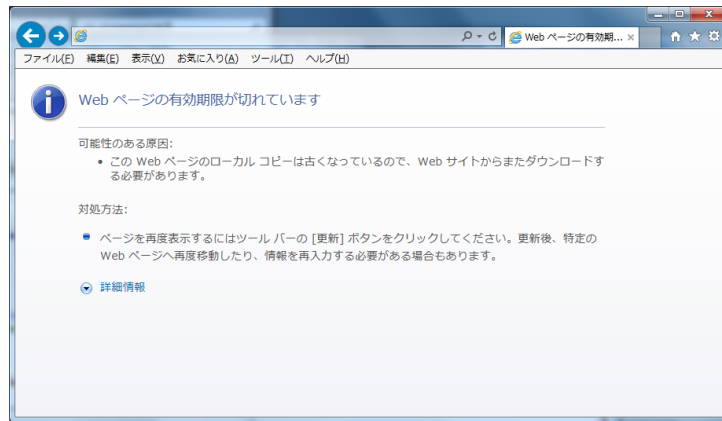 Web ページの有効期...
ファイル(F) 編集(E) 表示(V) お気に入り(A) ツール(T) ヘルプ(H)
Web ページの有効期限が切れています
可能性のある原因:
• この Web ページのローカル コピーは古くなっているので、Web サイトからまたダウンロードす
る必要があります。
対処方法:
ページを再度表示するにはツール バーの [更新] ボタンをクリックしてください。更新後、特定の
Web ページへ再度移動したり、情報を再入力する必要がある場合もあります。
詳細情報